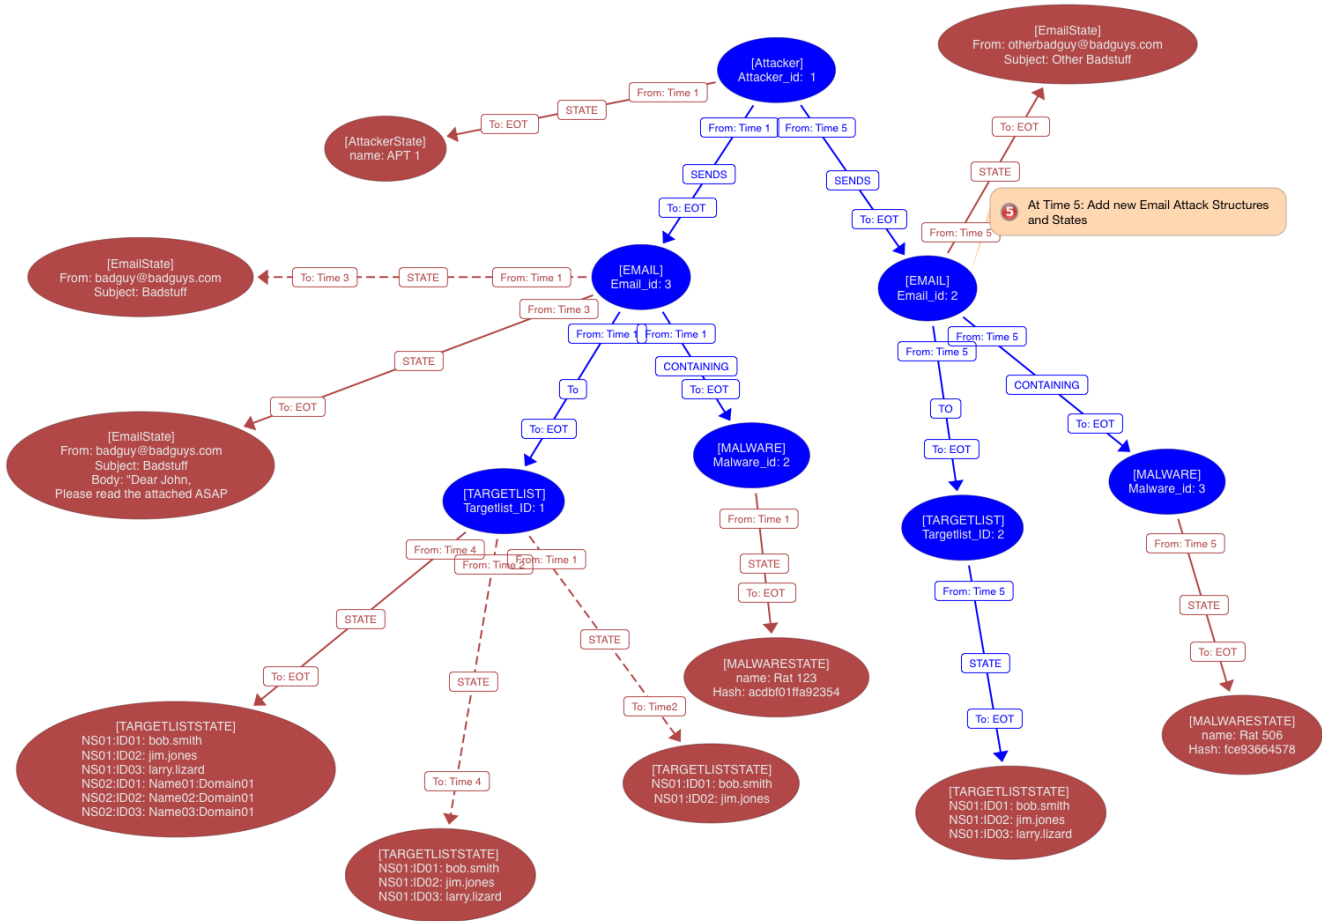 [EmailState]
From: otherbadguy@badguys.com
Subject: Other Badstuff
[Attacker]
Attacker_id: 1
From: Time 1
STATE
To: EOT
[AttackerState]
name: APT 1
From: Time 1
From: Time 5
To: EOT
SENDS
SENDS
STATE
To: EOT
To: EOT
5
At Time 5: Add new Email Attack Structures
and States
From: Time 5
[EmailState]
From: badguy@badguys.com
Subject: Badstuff
To: Time 3
STATE
From: Time 1
[EMAIL]
Email_id: 3
[EMAIL]
Email_id: 2
From: Time 3
STATE
To: EOT
From: Time 1
From: Time 1
CONTAINING
To: EOT
To
To: EOT
From: Time 5
From: Time 5
CONTAINING
To: EOT
TO
To: EOT
[EmailState]
From: badguy@badguys.com
Subject: Badstuff
Body: "Dear John,
Please read the attached ASAP
[MALWARE]
Malware_id: 2
[MALWARE]
Malware_id: 3
[TARGETLIST]
Targetlist_ID: 1
[TARGETLIST]
Targetlist_ID: 2
From: Time 4
From: Time 2
From: Time 1
From: Time 1
STATE
To: EOT
From: Time 5
From: Time 5
STATE
To: EOT
STATE
To: EOT
STATE
To: EOT
STATE
To: Time 4
STATE
To: Time2
[MALWARESTATE]
name: Rat 123
Hash: acdbf01ffa92354
[MALWARESTATE]
name: Rat 506
Hash: fce93664578
[TARGETLISTSTATE]
NS01:ID01: bob.smith
NS01:ID02: jim.jones
NS01:ID03: larry.lizard
NS02:ID01: Name01:Domain01
NS02:ID02: Name02:Domain01
NS02:ID03: Name03:Domain01
[TARGETLISTSTATE]
NS01:ID01: bob.smith
NS01:ID02: jim.jones
[TARGETLISTSTATE]
NS01:ID01: bob.smith
NS01:ID02: jim.jones
NS01:ID03: larry.lizard
[TARGETLISTSTATE]
NS01:ID01: bob.smith
NS01:ID02: jim.jones
NS01:ID03: larry.lizard